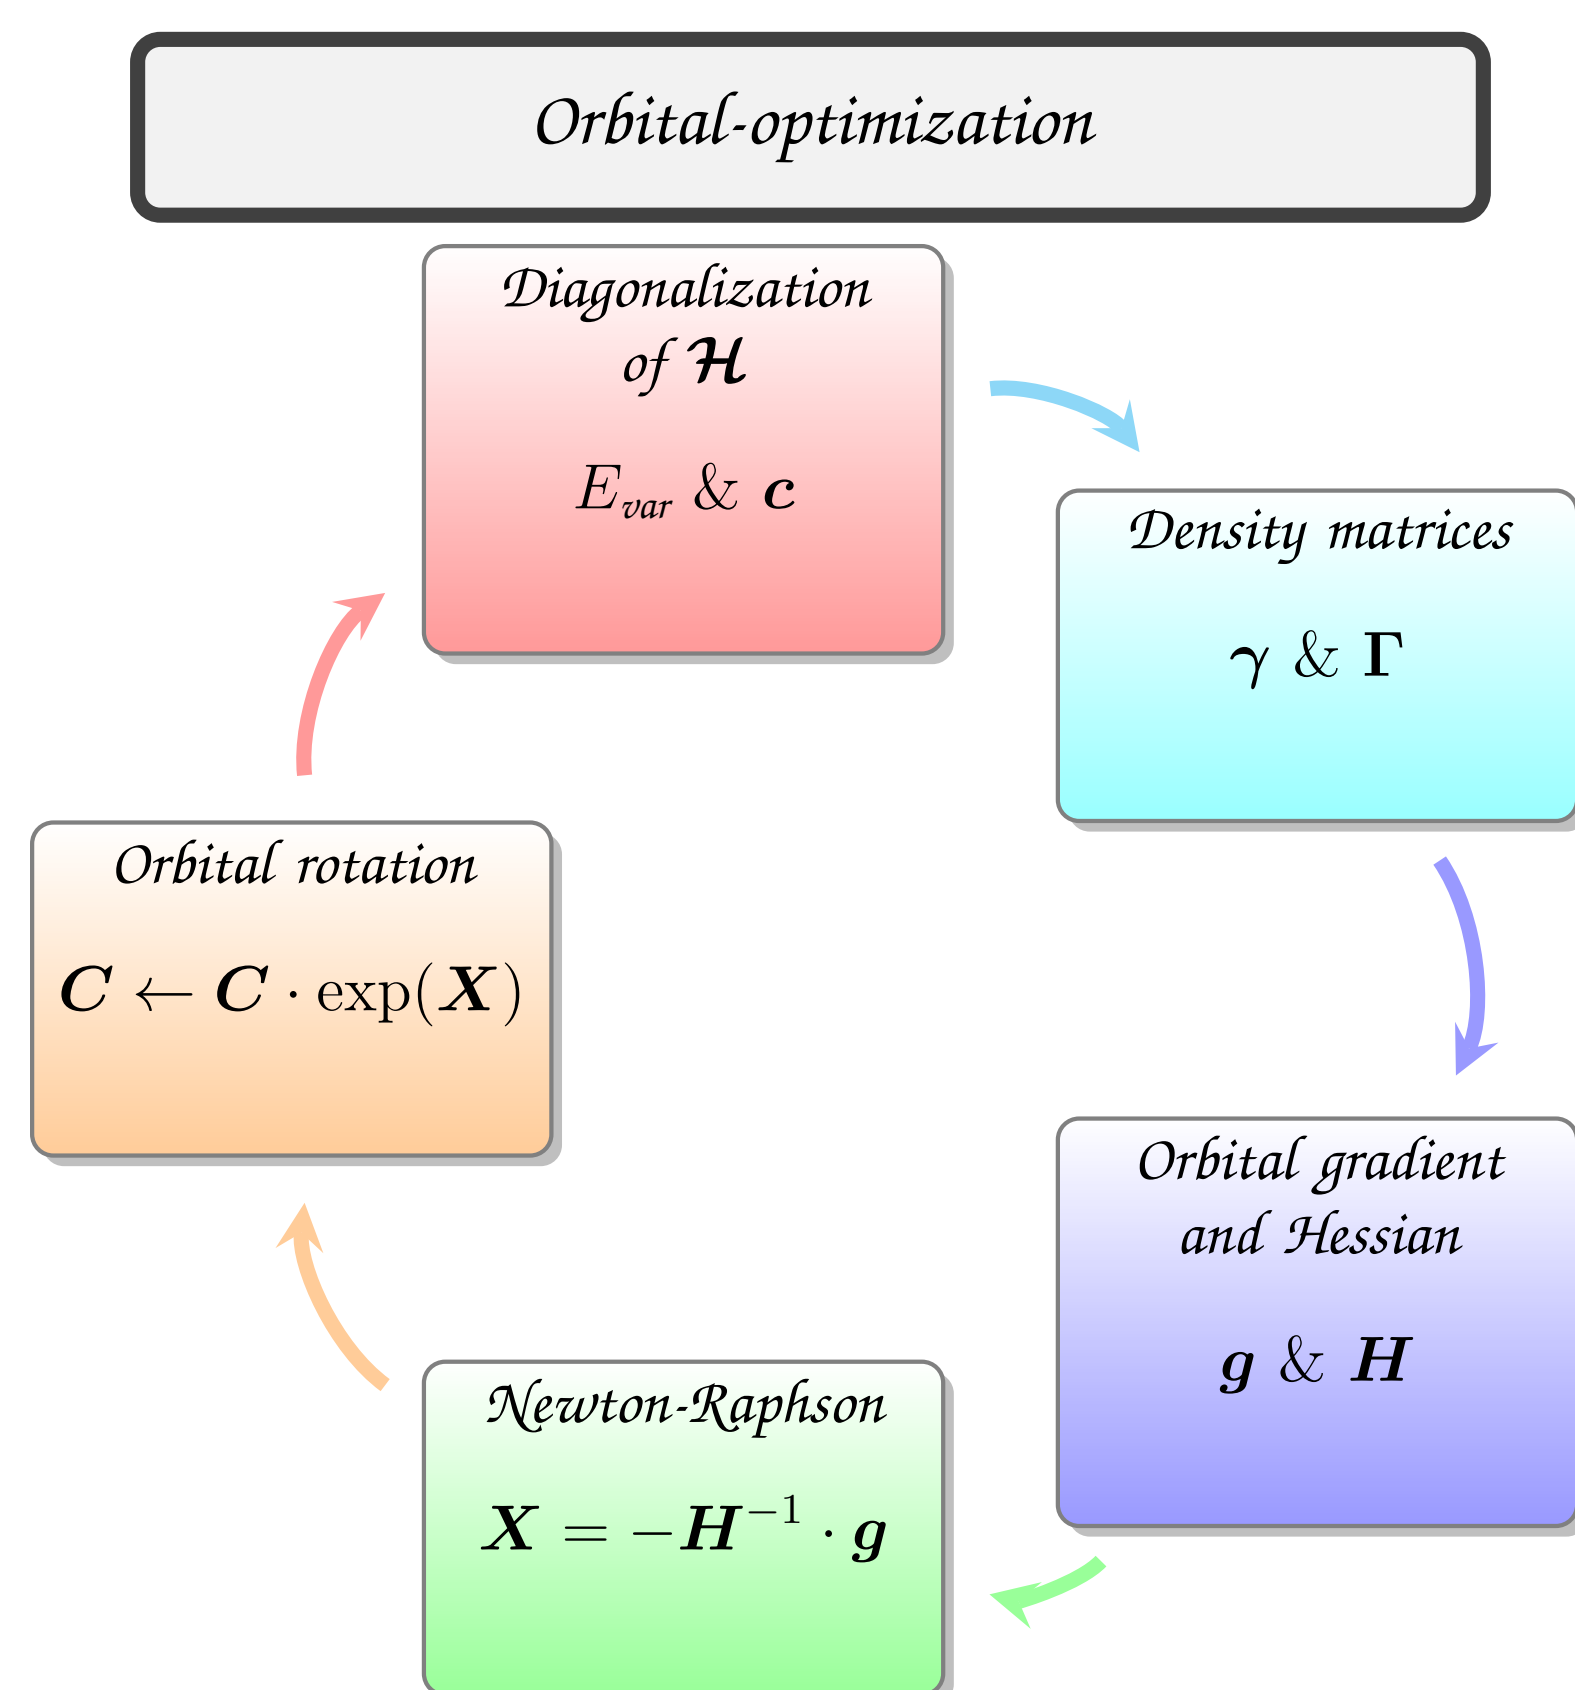 Orbital-optimization
Diagonalization
of 𝓗
E_var & c
Density matrices
γ & Γ
Orbital gradient
and Hessian
g & H
Newton-Raphson
X = −H⁻¹ · g
Orbital rotation
C ← C · exp(X)